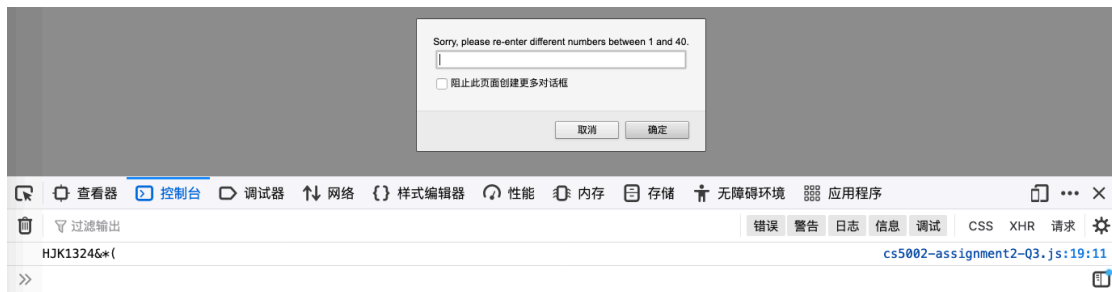 Sorry, please re-enter different numbers between 1 and 40.
阻止此页面创建更多对话框
取消 确定
查看器 控制台 调试器 网络 {} 样式编辑器 性能 内存 存储 无障碍环境 应用程序
过滤输出 错误 警告 日志 信息 调试 CSS XHR 请求
HJK1324&*( cs5002-assignment2-Q3.js:19:11